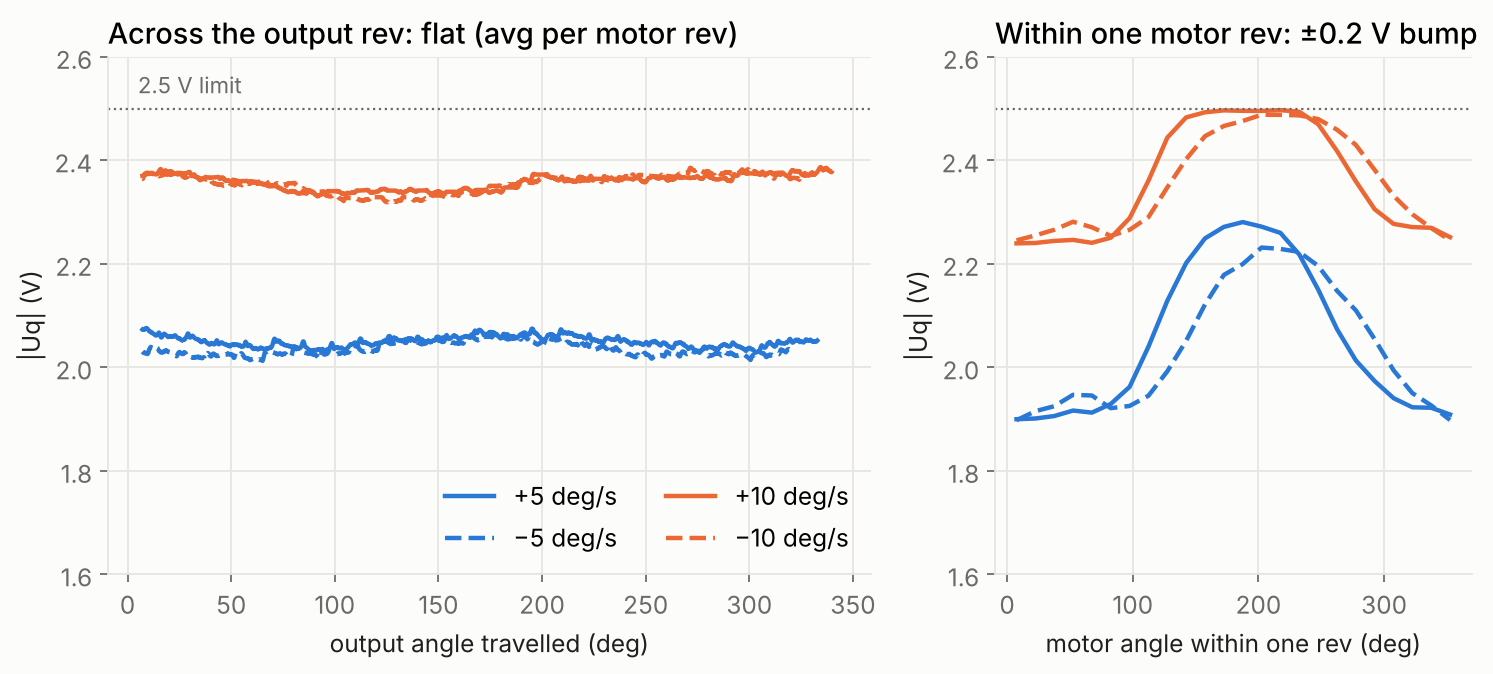 Across the output rev: flat (avg per motor rev)
2.6
2.4
2.2
2.0
1.8
1.6
|Uq| (V)
2.5 V limit
+5 deg/s
+10 deg/s
−5 deg/s
−10 deg/s
0 50 100 150 200 250 300 350
output angle travelled (deg)
Within one motor rev: ±0.2 V bump
2.6
2.4
2.2
2.0
1.8
1.6
|Uq| (V)
0 100 200 300
motor angle within one rev (deg)